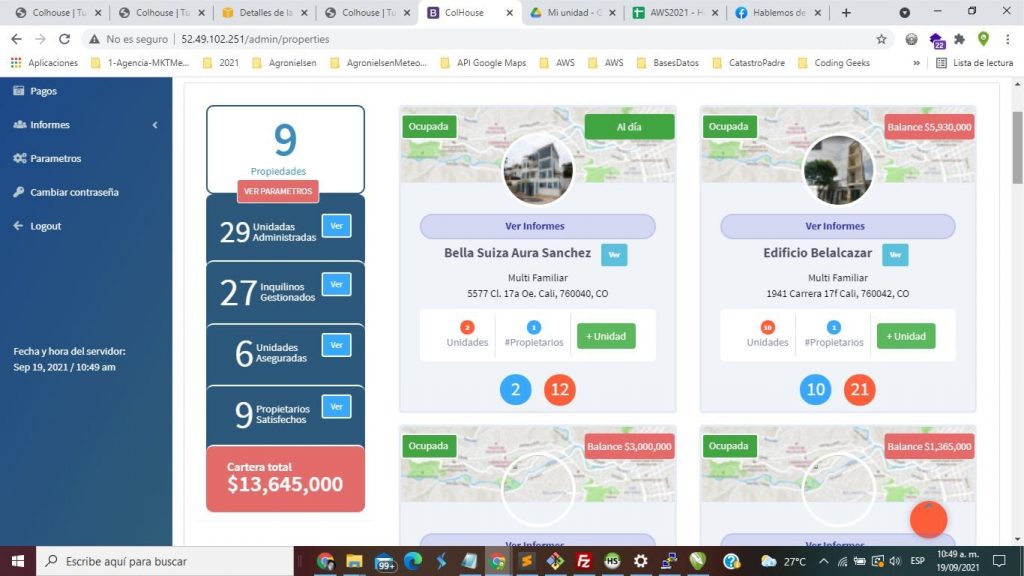 Colhouse | Tu
Colhouse | Tu
Detalles de la
Colhouse | Tu
ColHouse
Mi unidad - G
AWS2021 - H
Hablemos de
No es seguro | 52.49.102.251/admin/properties
22
Aplicaciones
1-Agencia-MKTMe...
2021
Agronielsen
AgronielsenMeteo...
API Google Maps
AWS
AWS
BasesDatos
CatastroPadre
Coding Geeks
»
Lista de lectura
Pagos
Informes
Parametros
Cambiar contraseña
Logout
Fecha y hora del servidor:
Sep 19, 2021 / 10:49 am
9
Propiedades
VER PARAMETROS
29 Unidadas
Administradas
Ver
27 Inquilinos
Gestionados
Ver
6 Unidades
Aseguradas
Ver
9 Propietarios
Satisfechos
Ver
Cartera total
$13,645,000
Ocupada
Al día
Ver Informes
Bella Suiza Aura Sanchez Ver
Multi Familiar
5577 Cl. 17a Oe. Cali, 760040, CO
2
Unidades
1
#Propietarios
+ Unidad
2 12
Ocupada
Balance $5,930,000
Ver Informes
Edificio Belalcazar Ver
Multi Familiar
1941 Carrera 17f Cali, 760042, CO
10
Unidades
1
#Propietarios
+ Unidad
10 21
Ocupada
Balance $3,000,000
Ver Informes
Ocupada
Balance $1,365,000
Ver Informes
Escribe aquí para buscar
99+
27°C
ESP
10:49 a. m.
19/09/2021